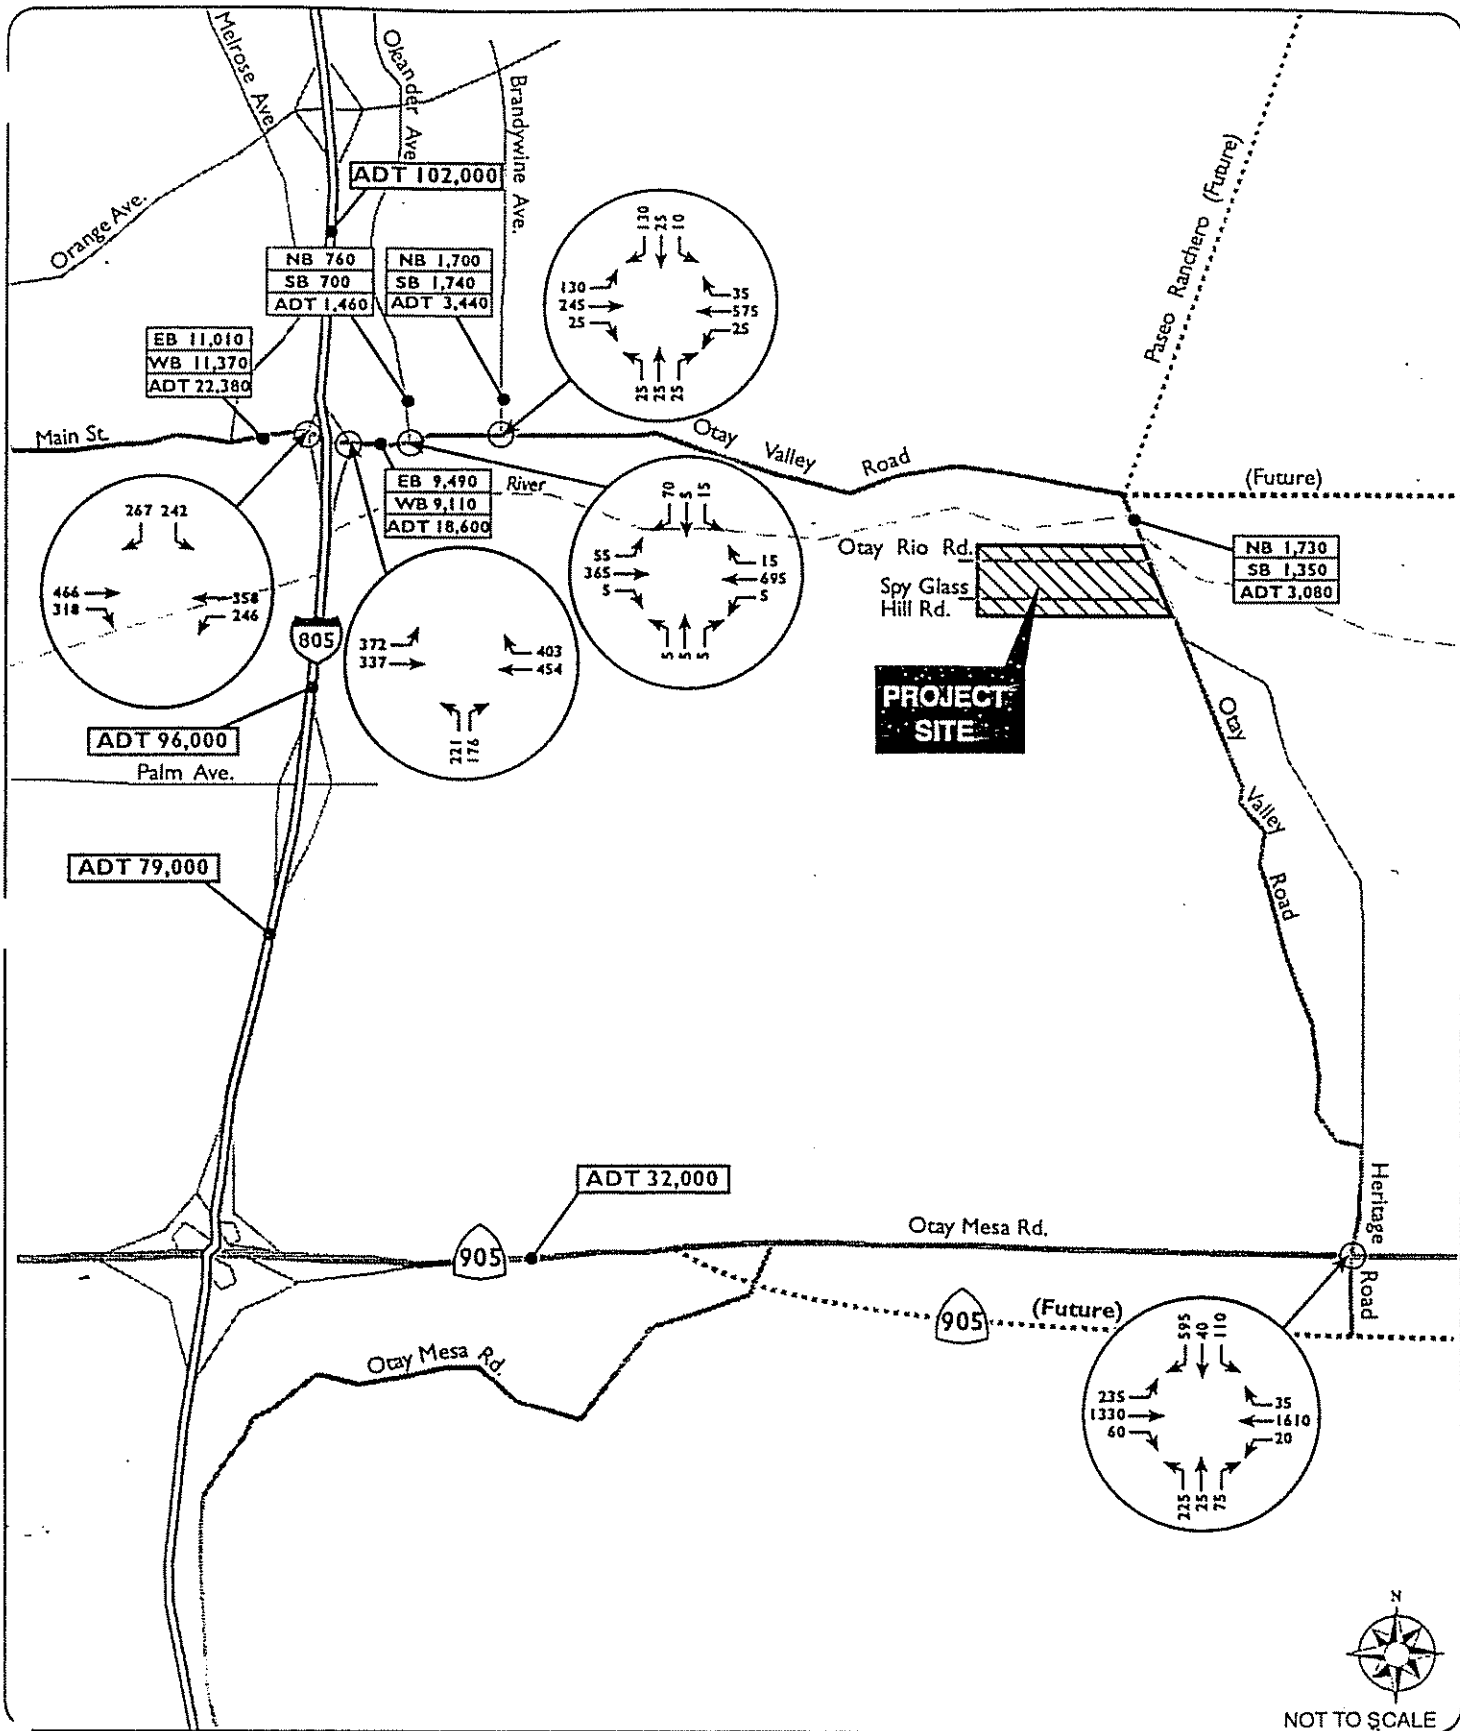 Melrose Ave.
Oleander Ave.
Brandywine Ave.
Orange Ave.
ADT 102,000
Paseo Ranchero (Future)
NB 760
SB 700
ADT 1,460
NB 1,700
SB 1,740
ADT 3,440
130 25 10
130
245
25
35
575
25
25 25 25
EB 11,010
WB 11,370
ADT 22,380
Main St.
Otay Valley Road
(Future)
EB 9,490
WB 9,110
ADT 18,600
River
267 242
466
318
358
246
70 5 15
55
365
5
15
695
5
5 5 5
Otay Rio Rd.
Spy Glass
Hill Rd.
NB 1,730
SB 1,350
ADT 3,080
805
372
337
403
454
221 176
PROJECT
SITE
ADT 96,000
Palm Ave.
ADT 79,000
Otay Valley Road
ADT 32,000
Heritage Road
Otay Mesa Rd.
905
(Future)
905
Otay Mesa Rd.
595 40 110
235
1330
60
35
1610
20
225 25 75
N
NOT TO SCALE